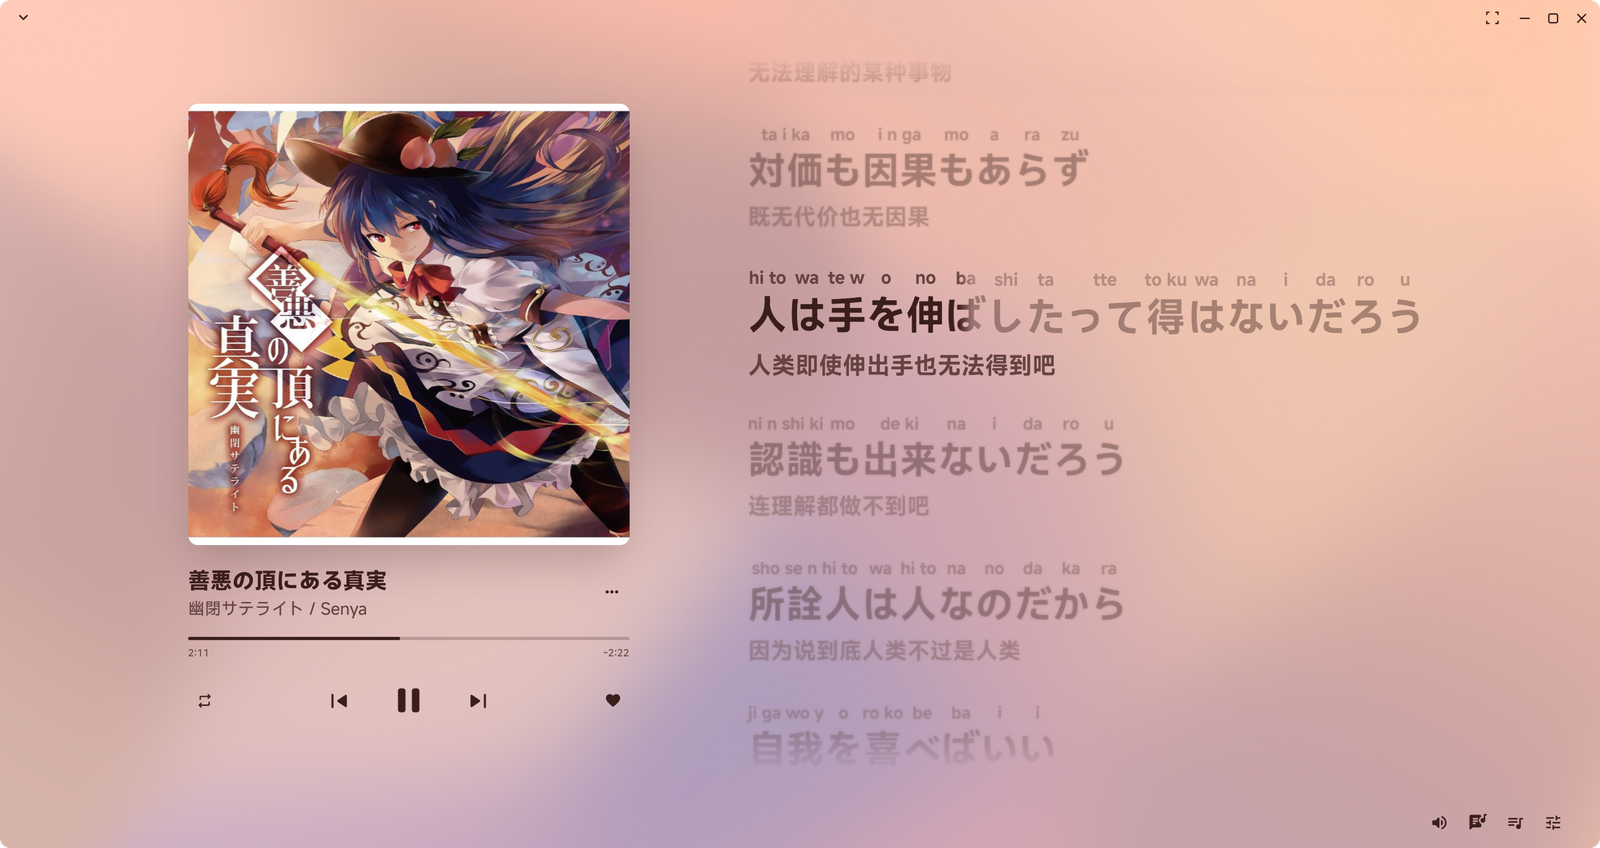 善悪の頂にある真実
幽閉サテライト
善悪の頂にある真実
幽閉サテライト / Senya
2:11
-2:22
无法理解的某种事物
ta i ka mo i n ga mo a ra zu
対価も因果もあらず
既无代价也无因果
hi to wa te w o no ba shi ta tte to ku wa na i da ro u
人は手を伸ばしたって得はないだろう
人类即使伸出手也无法得到吧
ni n shi ki mo de ki na i da ro u
認識も出来ないだろう
连理解都做不到吧
sho se n hi to wa hi to na no da ka ra
所詮人は人なのだから
因为说到底人类不过是人类
ji ga wo y o ro ko be ba i i
自我を喜べばいい